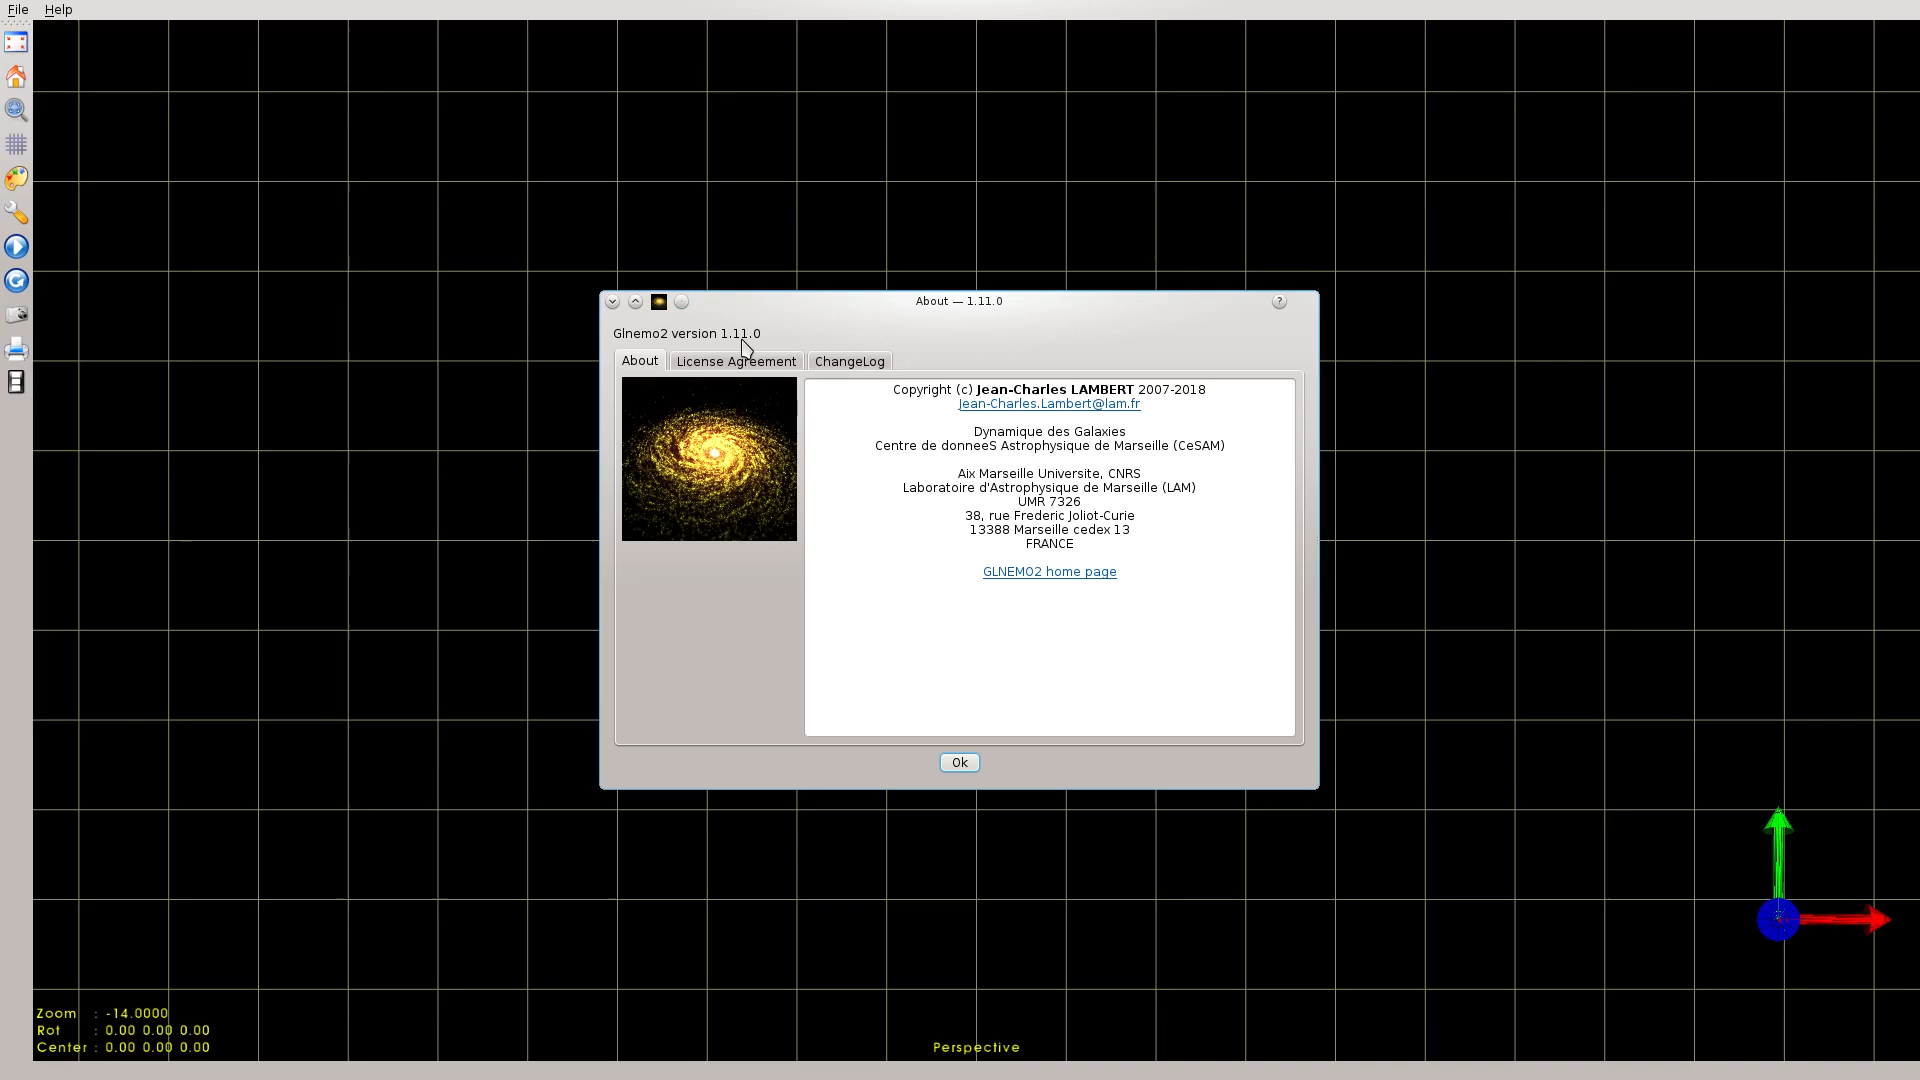 File Help
About — 1.11.0
Glnemo2 version 1.11.0
About License Agreement ChangeLog
Copyright (c) Jean-Charles LAMBERT 2007-2018
Jean-Charles.Lambert@lam.fr
Dynamique des Galaxies
Centre de donneeS Astrophysique de Marseille (CeSAM)
Aix Marseille Universite, CNRS
Laboratoire d'Astrophysique de Marseille (LAM)
UMR 7326
38, rue Frederic Joliot-Curie
13388 Marseille cedex 13
FRANCE
GLNEMO2 home page
Ok
Zoom : -14.0000
Rot : 0.00 0.00 0.00
Center : 0.00 0.00 0.00
Perspective